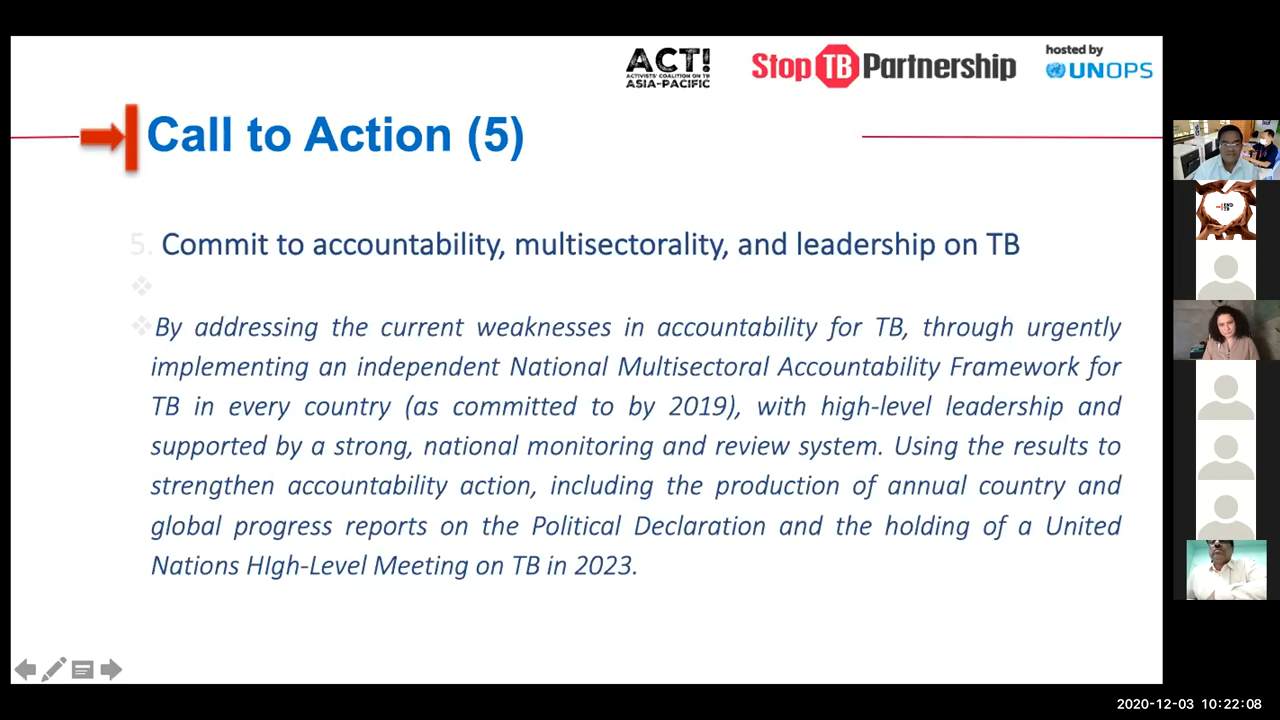 ACT!
ACTIVISTS' COALITION ON TB
ASIA-PACIFIC
Stop TB Partnership
hosted by
UNOPS
Call to Action (5)
5. Commit to accountability, multisectorality, and leadership on TB
By addressing the current weaknesses in accountability for TB, through urgently
implementing an independent National Multisectoral Accountability Framework for
TB in every country (as committed to by 2019), with high-level leadership and
supported by a strong, national monitoring and review system. Using the results to
strengthen accountability action, including the production of annual country and
global progress reports on the Political Declaration and the holding of a United
Nations HIgh-Level Meeting on TB in 2023.
END
TB
2020-12-03 10:22:08